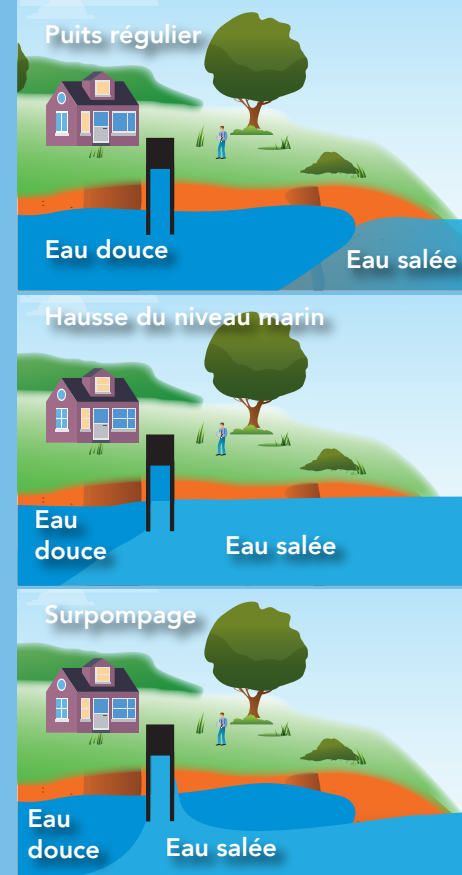 Puits régulier
Eau douce
Eau salée
Hausse du niveau marin
Eau
douce
Eau salée
Surpompage
Eau
douce
Eau salée